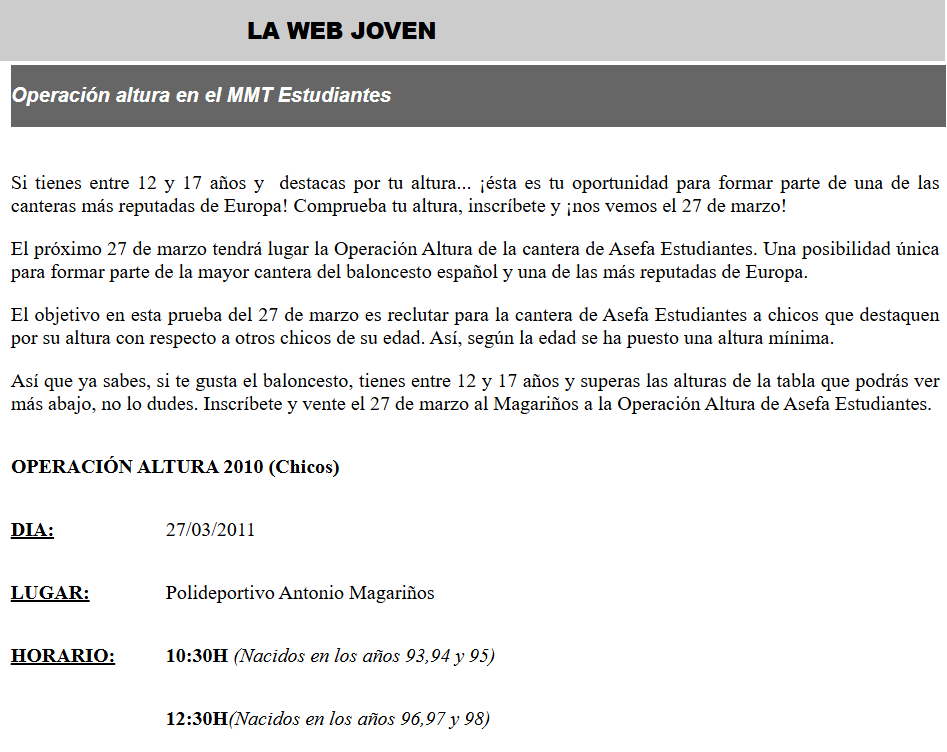 LA WEB JOVEN
Operación altura en el MMT Estudiantes
Si tienes entre 12 y 17 años y  destacas por tu altura... ¡ésta es tu oportunidad para formar parte de una de las
canteras más reputadas de Europa! Comprueba tu altura, inscríbete y ¡nos vemos el 27 de marzo!
El próximo 27 de marzo tendrá lugar la Operación Altura de la cantera de Asefa Estudiantes. Una posibilidad única
para formar parte de la mayor cantera del baloncesto español y una de las más reputadas de Europa.
El objetivo en esta prueba del 27 de marzo es reclutar para la cantera de Asefa Estudiantes a chicos que destaquen
por su altura con respecto a otros chicos de su edad. Así, según la edad se ha puesto una altura mínima.
Así que ya sabes, si te gusta el baloncesto, tienes entre 12 y 17 años y superas las alturas de la tabla que podrás ver
más abajo, no lo dudes. Inscríbete y vente el 27 de marzo al Magariños a la Operación Altura de Asefa Estudiantes.
OPERACIÓN ALTURA 2010 (Chicos)
DIA: 27/03/2011
LUGAR: Polideportivo Antonio Magariños
HORARIO: 10:30H (Nacidos en los años 93,94 y 95)
12:30H(Nacidos en los años 96,97 y 98)